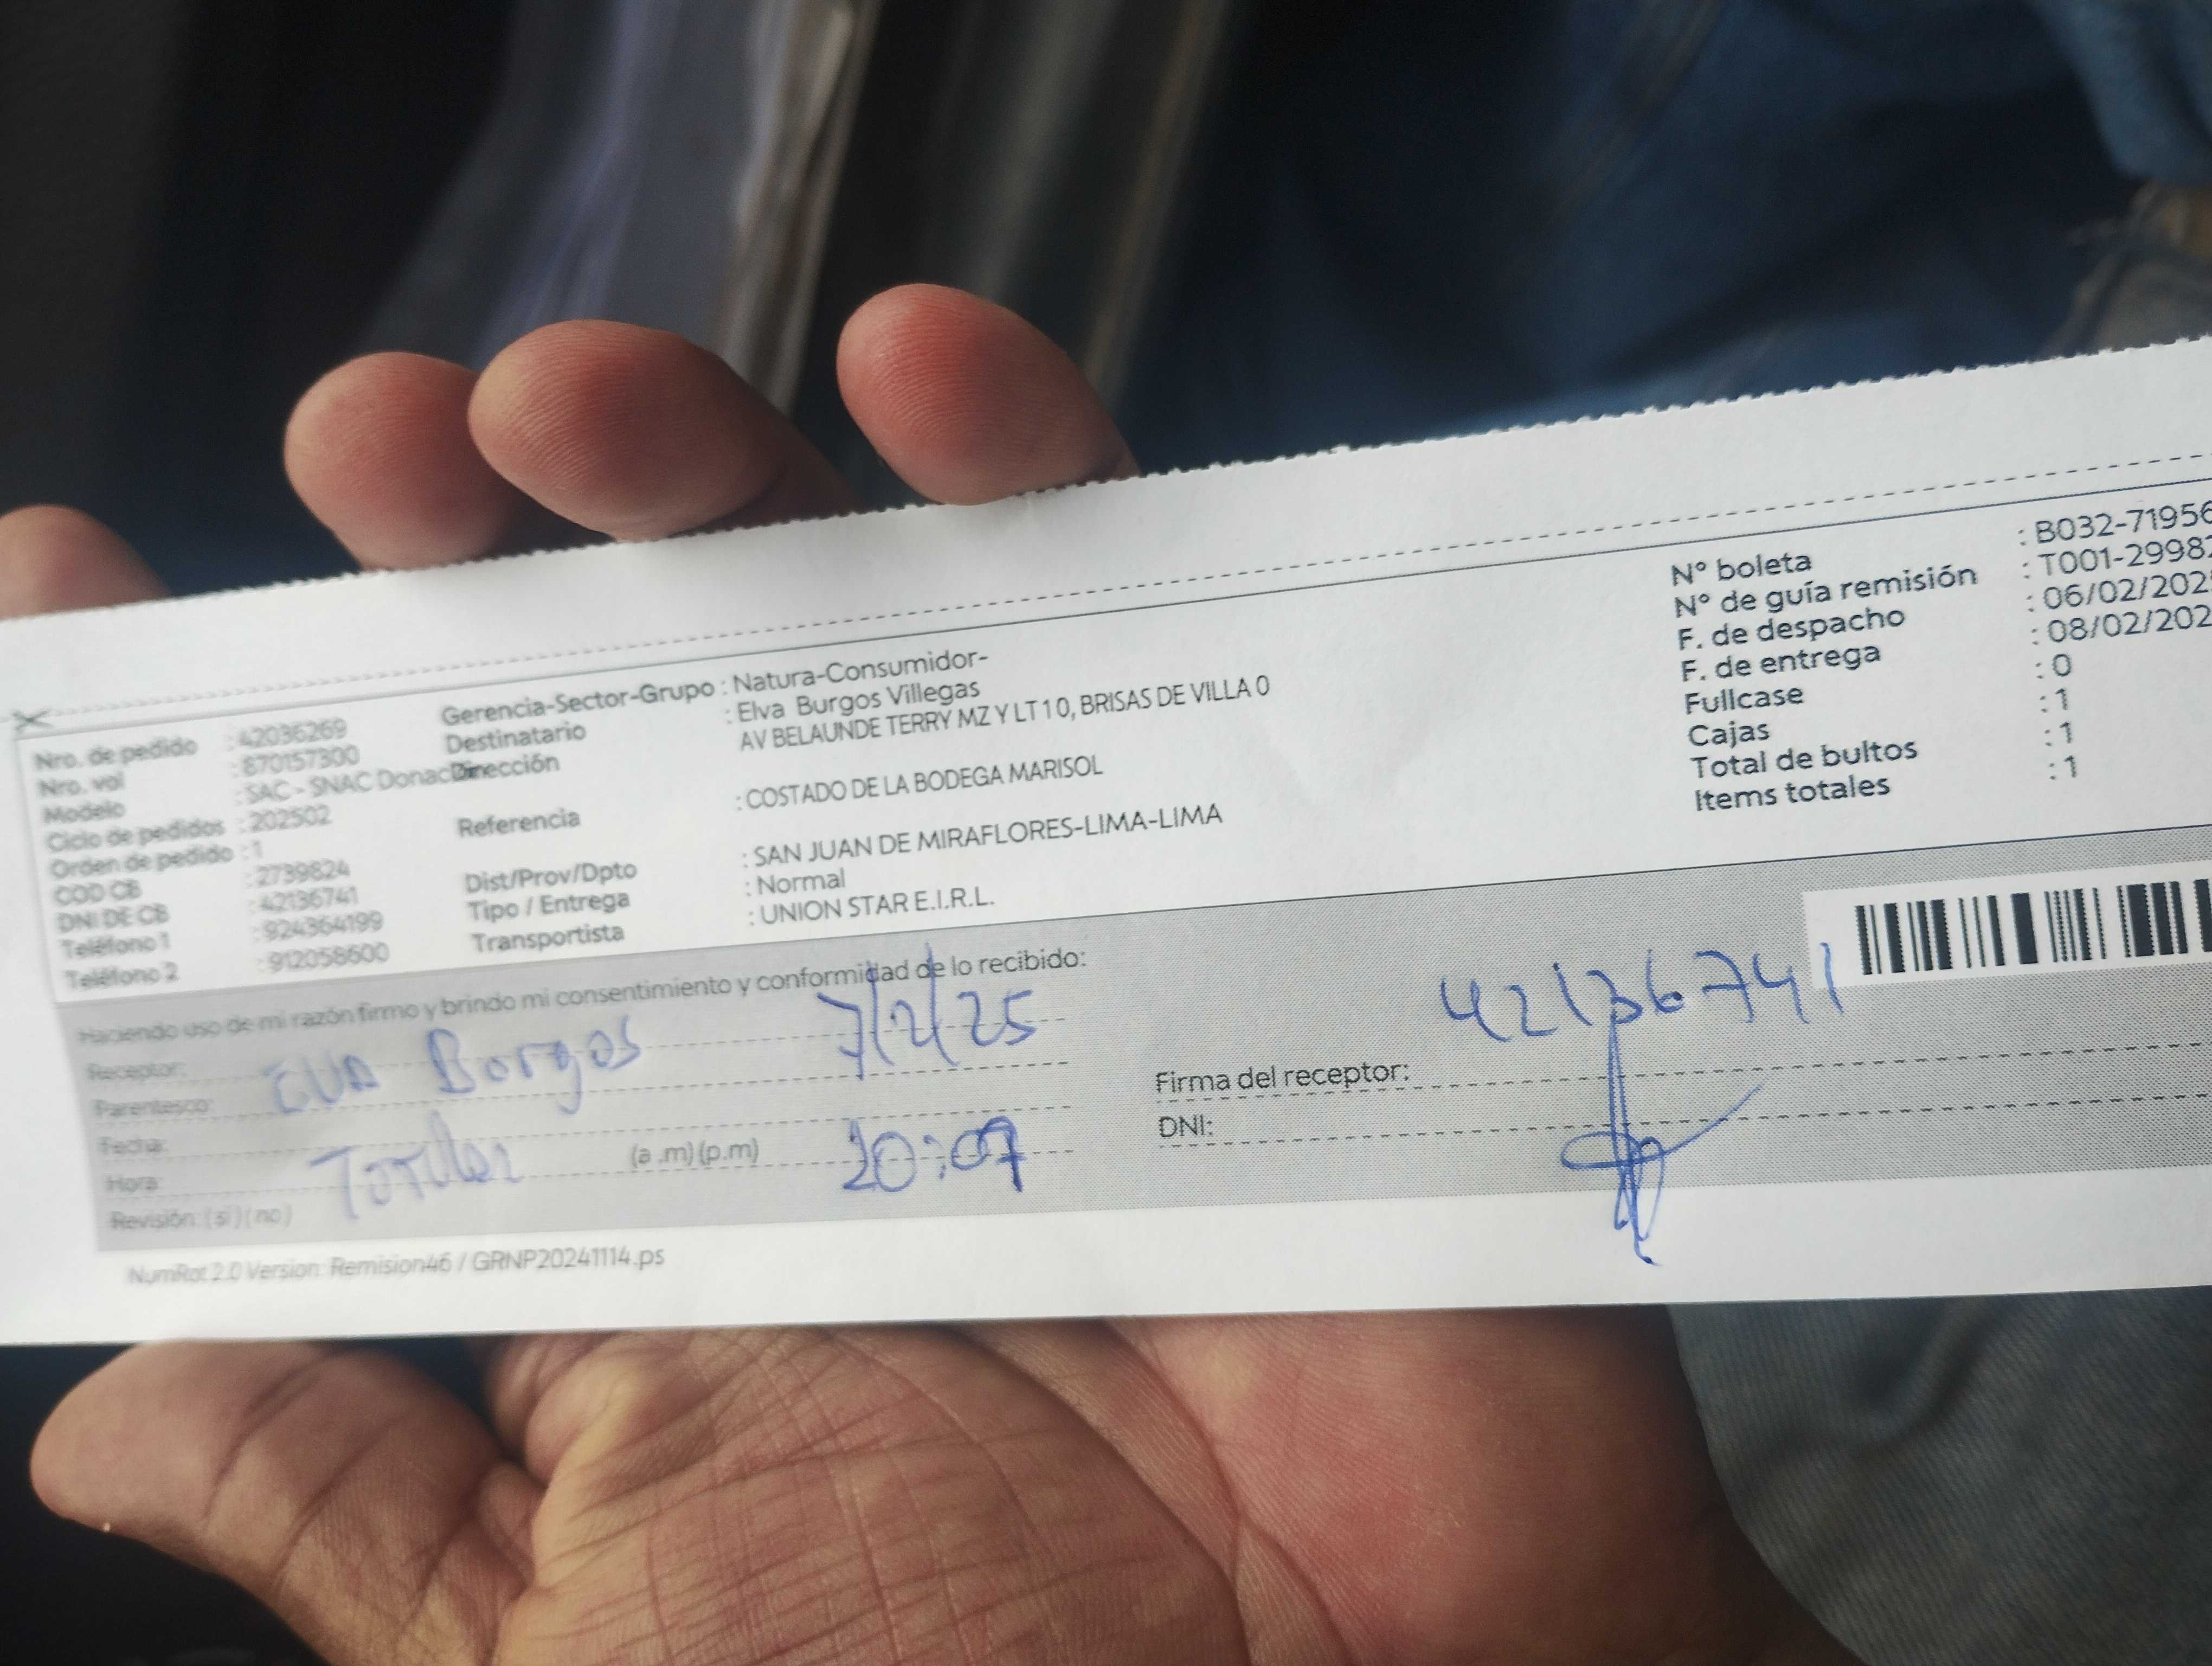 Nro. de pedido : 42036269
Nro. vol : 870157300
Modelo : SAC - SNAC
Ciclo de pedidos : 202502
Orden de pedido : 1
COD CB : 2739824
DNI DE CB : 42136741
Teléfono 1 : 924364199
Teléfono 2 : 912058600
Gerencia-Sector-Grupo : Natura-Consumidor-
Destinatario : Elva Burgos Villegas
Dirección AV BELAUNDE TERRY MZ Y LT 1 0, BRISAS DE VILLA 0
Referencia : COSTADO DE LA BODEGA MARISOL
Dist/Prov/Dpto : SAN JUAN DE MIRAFLORES-LIMA-LIMA
Tipo / Entrega : Normal
Transportista : UNION STAR E.I.R.L.
N° boleta : B032-71956
N° de guía remisión : T001-2998
F. de despacho : 06/02/202
F. de entrega : 08/02/202
Fullcase : 0
Cajas : 1
Total de bultos : 1
Items totales : 1
Haciendo uso de mi razón firmo y brindo mi consentimiento y conformidad de lo recibido:
Receptor:
Parentesco:
Fecha:
Hora: (a .m) (p.m)
Revisión: (si) (no)
Borgos
7/2/25
Titular
20:07
42136741
Firma del receptor:
DNI:
NumRot 2.0 Version: Remision46 / GRNP20241114.ps